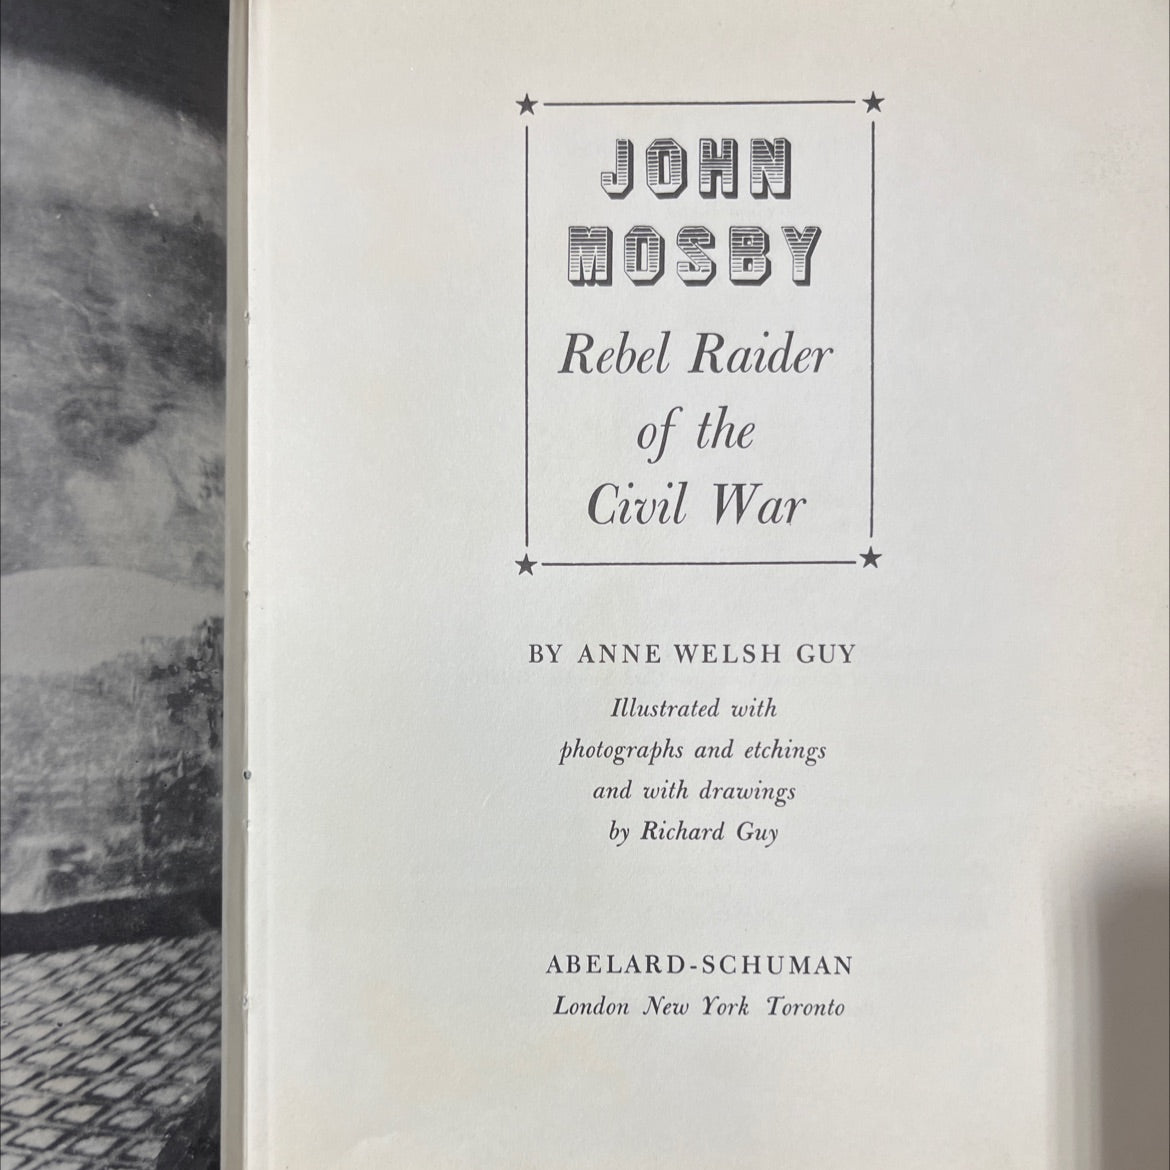 JOHN
MOSBY
Rebel Raider
of the
Civil War
BY ANNE WELSH GUY
Illustrated with
photographs and etchings
and with drawings
by Richard Guy
ABELARD-SCHUMAN
London New York Toronto